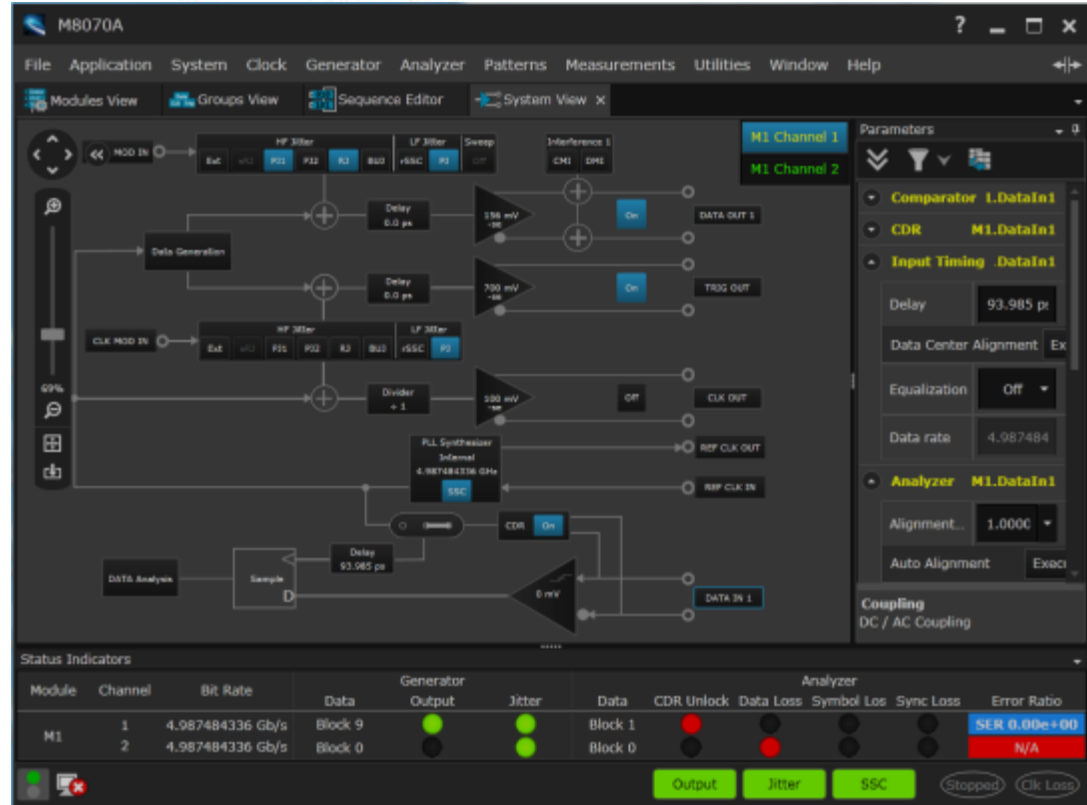 M8070A
File Application System Clock Generator Analyzer Patterns Measurements Utilities Window Help
Modules View Groups View Sequence Editor System View
M1 Channel 1
M1 Channel 2
MOD IN
HF Jitter LF Jitter Sweep
Ext PJ1 PJ2 RJ BUJ rSSC PJ Off
Interference 1
CMI DMI
Data Generation
Delay
0.0 ps
156 mV
-SE
On
DATA OUT 1
Delay
0.0 ps
700 mV
-SE
On
TRIG OUT
CLK MOD IN
HF Jitter LF Jitter
Ext PJ1 PJ2 RJ BUJ rSSC PJ
69%
Divider
÷ 1
100 mV
-SE
Off
CLK OUT
PLL Synthesizer
Internal
4.987484336 GHz
SSC
REF CLK OUT
REF CLK IN
CDR On
Delay
93.985 ps
DATA Analysis
Sample
D
0 mV
DATA IN 1
Parameters
Comparator 1.DataIn1
CDR M1.DataIn1
Input Timing .DataIn1
Delay 93.985 p
Data Center Alignment Ex
Equalization Off
Data rate 4.987484
Analyzer M1.DataIn1
Alignment.. 1.000
Auto Alignment Exec
Coupling
DC / AC Coupling
Status Indicators
Generator Analyzer
Module Channel Bit Rate Data Output Jitter Data CDR Unlock Data Loss Symbol Los Sync Loss Error Ratio
M1
1 4.987484336 Gb/s Block 9 Block 1 SER 0.00e+00
2 4.987484336 Gb/s Block 0 Block 0 N/A
Output Jitter SSC Stopped Clk Loss